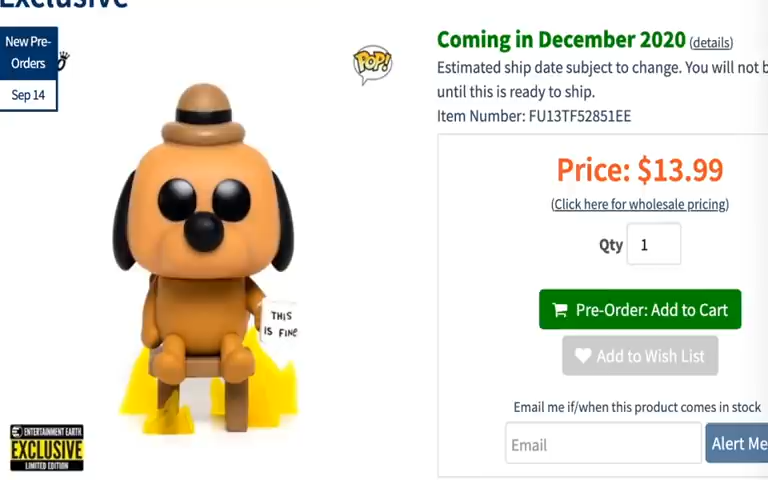 Exclusive
New Pre-
Orders
Sep 14
POP!
THIS
IS FINE
ENTERTAINMENT EARTH
EXCLUSIVE
LIMITED EDITION
Coming in December 2020 (details)
Estimated ship date subject to change. You will not b
until this is ready to ship.
Item Number: FU13TF52851EE
Price: $13.99
(Click here for wholesale pricing)
Qty 1
Pre-Order: Add to Cart
Add to Wish List
Email me if/when this product comes in stock
Email
Alert Me